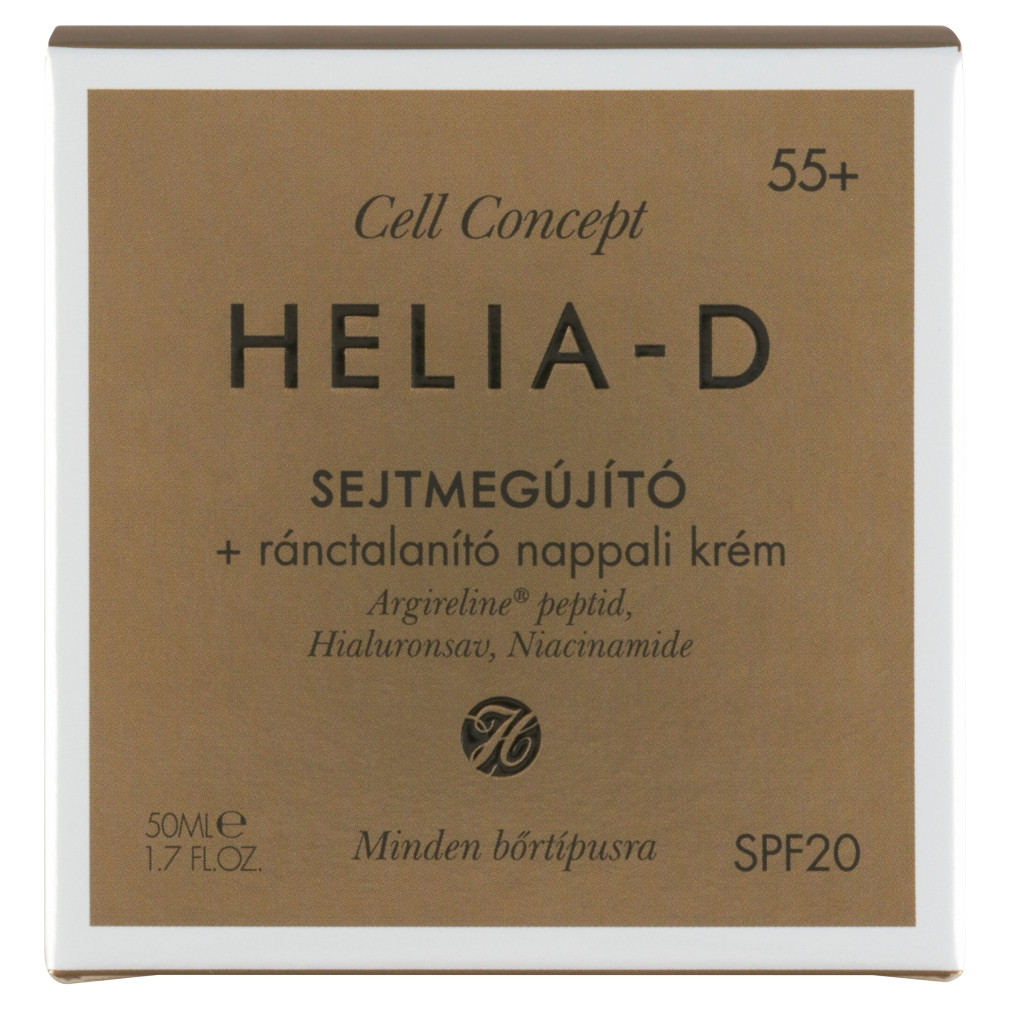 55+
Cell Concept
HELIA-D
SEJTMEGÚJÍTÓ
+ ránctalanító nappali krém
Argireline® peptid,
Hialuronsav, Niacinamide
H
50ML℮
1.7 FL.OZ.
Minden bőrtípusra
SPF20